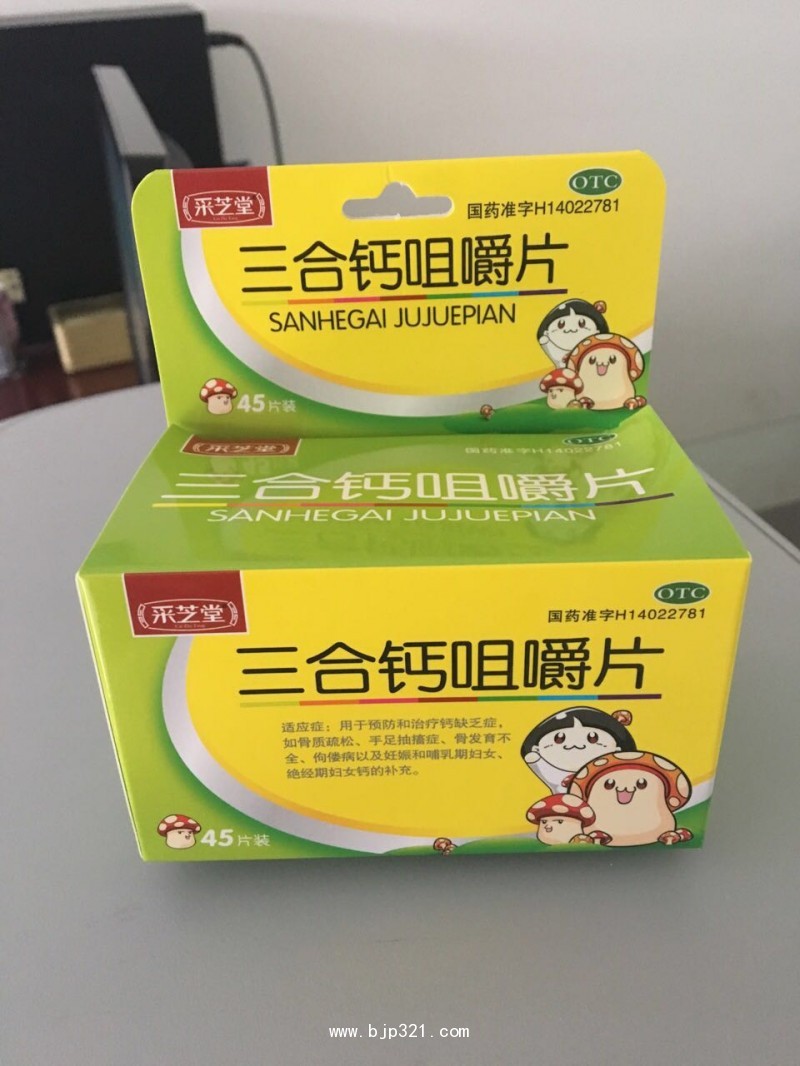 采芝堂
OTC
国药准字H14022781
三合钙咀嚼片
SANHEGAI JUJUEPIAN
45片装
采芝堂
OTC
国药准字H14022781
三合钙咀嚼片
SANHEGAI JUJUEPIAN
采芝堂
OTC
国药准字H14022781
三合钙咀嚼片
适应症：用于预防和治疗钙缺乏症，
如骨质疏松、手足抽搐症、骨发育不
全、佝偻病以及妊娠和哺乳期妇女、
绝经期妇女钙的补充。
45片装
www.bjp321.com